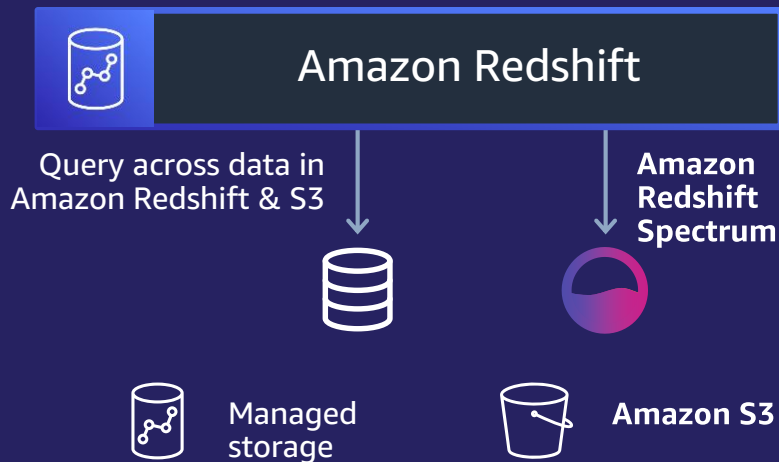 Amazon Redshift
Query across data in
Amazon Redshift & S3
Amazon
Redshift
Spectrum
Managed
storage
Amazon S3